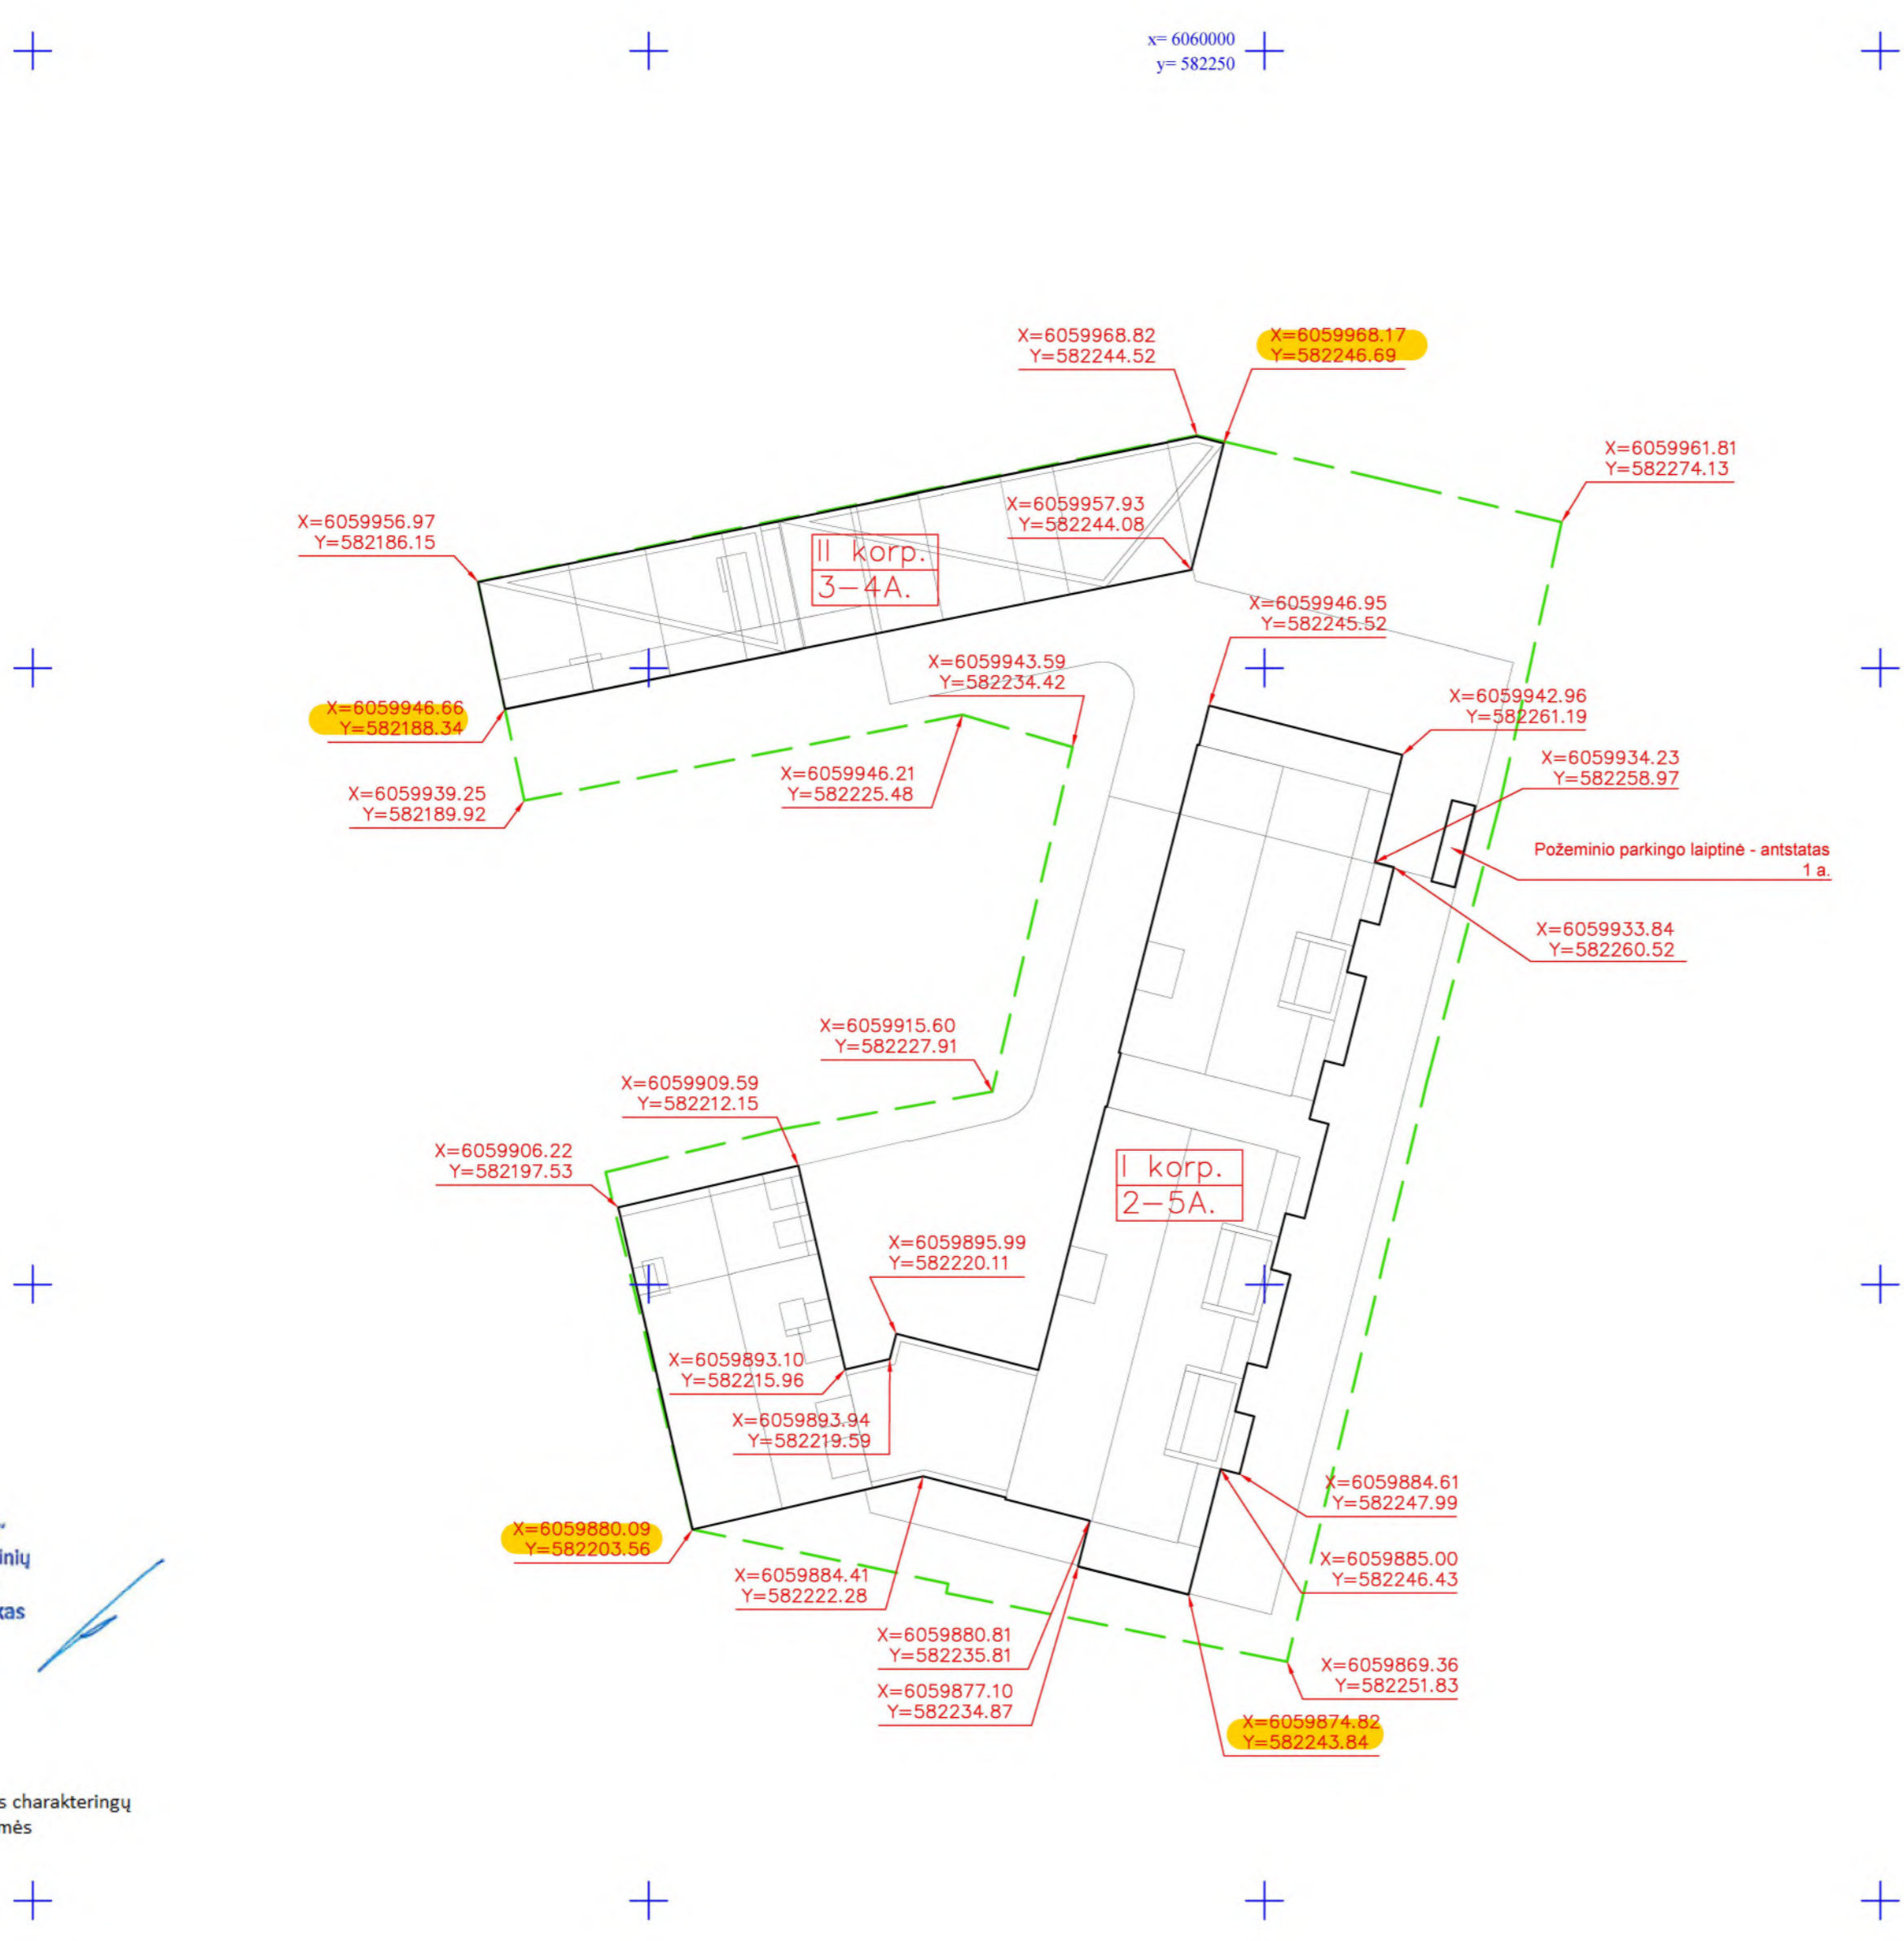 x= 6060000
y= 582250
X=6059968.82
Y=582244.52
X=6059968.17
Y=582246.69
X=6059961.81
Y=582274.13
X=6059956.97
Y=582186.15
X=6059957.93
Y=582244.08
II korp.
3-4A.
X=6059946.95
Y=582245.52
X=6059943.59
Y=582234.42
X=6059942.96
Y=582261.19
X=6059946.66
Y=582188.34
X=6059934.23
Y=582258.97
X=6059946.21
Y=582225.48
X=6059939.25
Y=582189.92
Požeminio parkingo laiptinė - antstatas
1 a.
X=6059933.84
Y=582260.52
X=6059915.60
Y=582227.91
X=6059909.59
Y=582212.15
X=6059906.22
Y=582197.53
I korp.
2-5A.
X=6059895.99
Y=582220.11
X=6059893.10
Y=582215.96
X=6059893.94
Y=582219.59
X=6059884.61
Y=582247.99
X=6059880.09
Y=582203.56
inių
X=6059885.00
Y=582246.43
X=6059884.41
Y=582222.28
kas
X=6059880.81
Y=582235.81
X=6059869.36
Y=582251.83
X=6059877.10
Y=582234.87
X=6059874.82
Y=582243.84
s charakteringų
mės